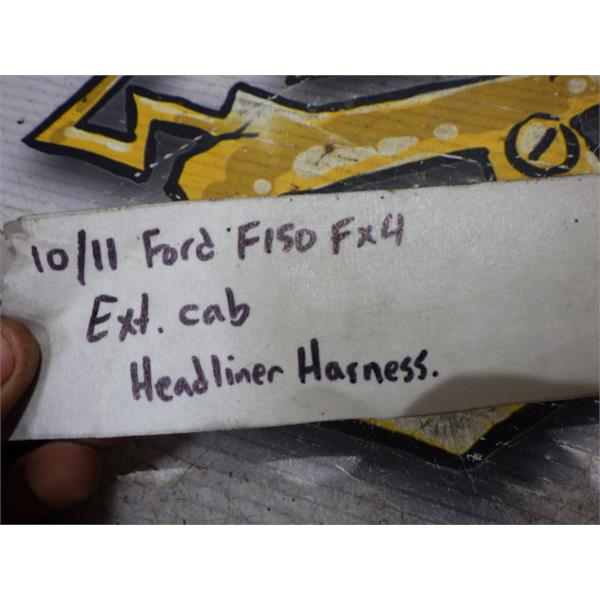 10/11 Ford F150 Fx4
Ext. cab
Headliner Harness.